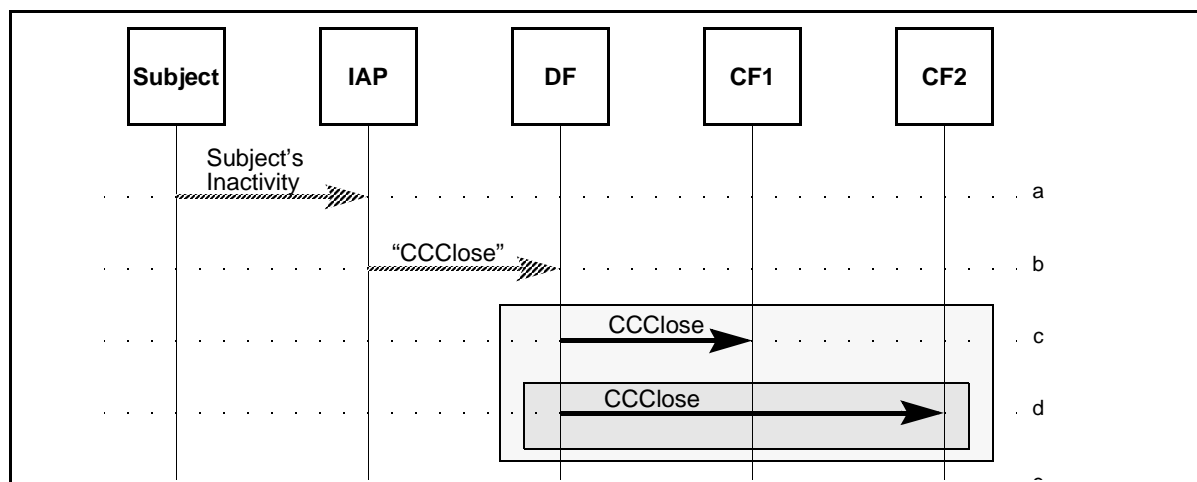 Subject IAP DF CF1 CF2
Subject's
Inactivity
a
“CCClose”
b
CCClose
c
CCClose
d